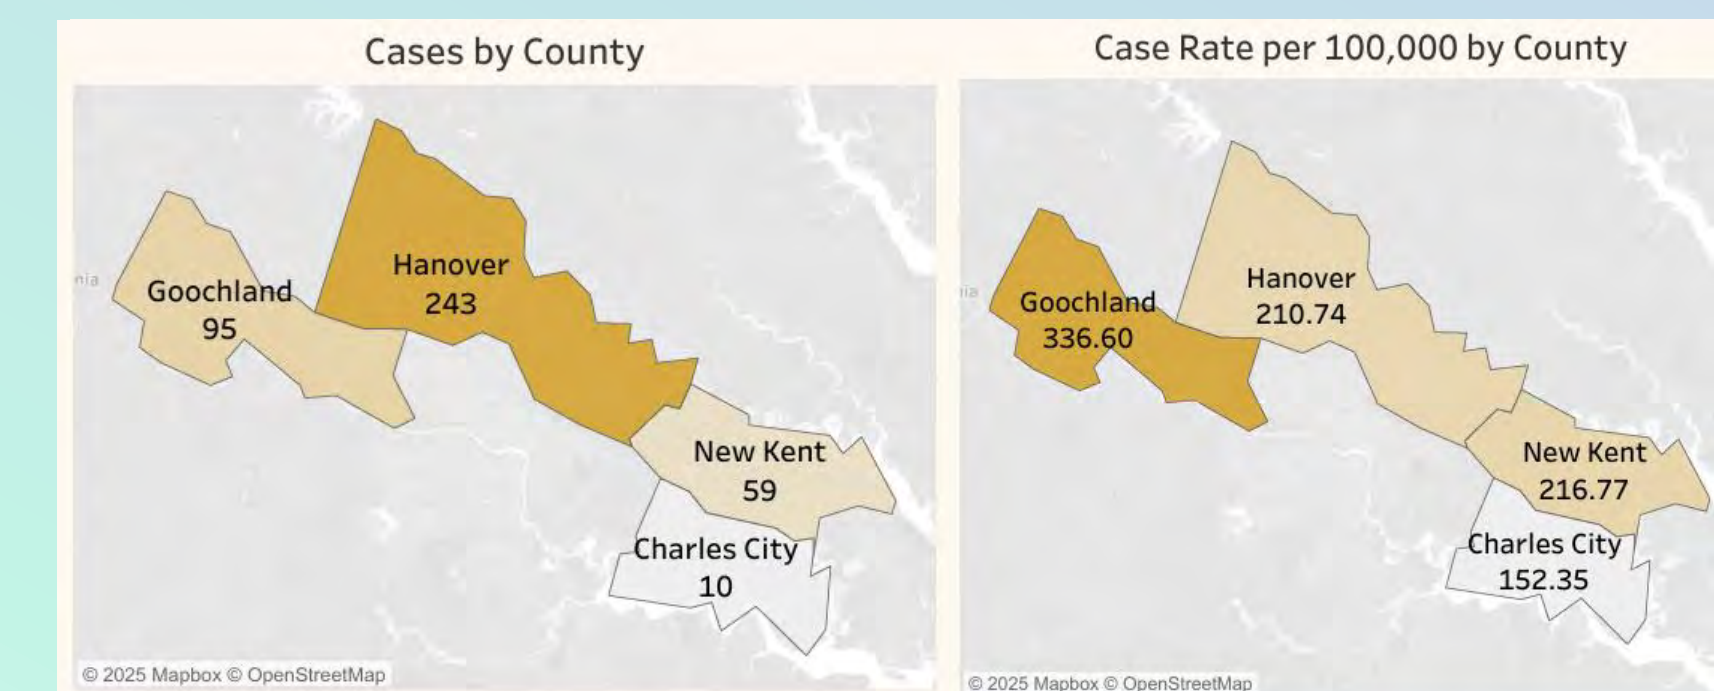 Cases by County
nia
Goochland
95
Hanover
243
New Kent
59
Charles City
10
© 2025 Mapbox © OpenStreetMap
Case Rate per 100,000 by County
ia
Goochland
336.60
Hanover
210.74
New Kent
216.77
Charles City
152.35
© 2025 Mapbox © OpenStreetMap